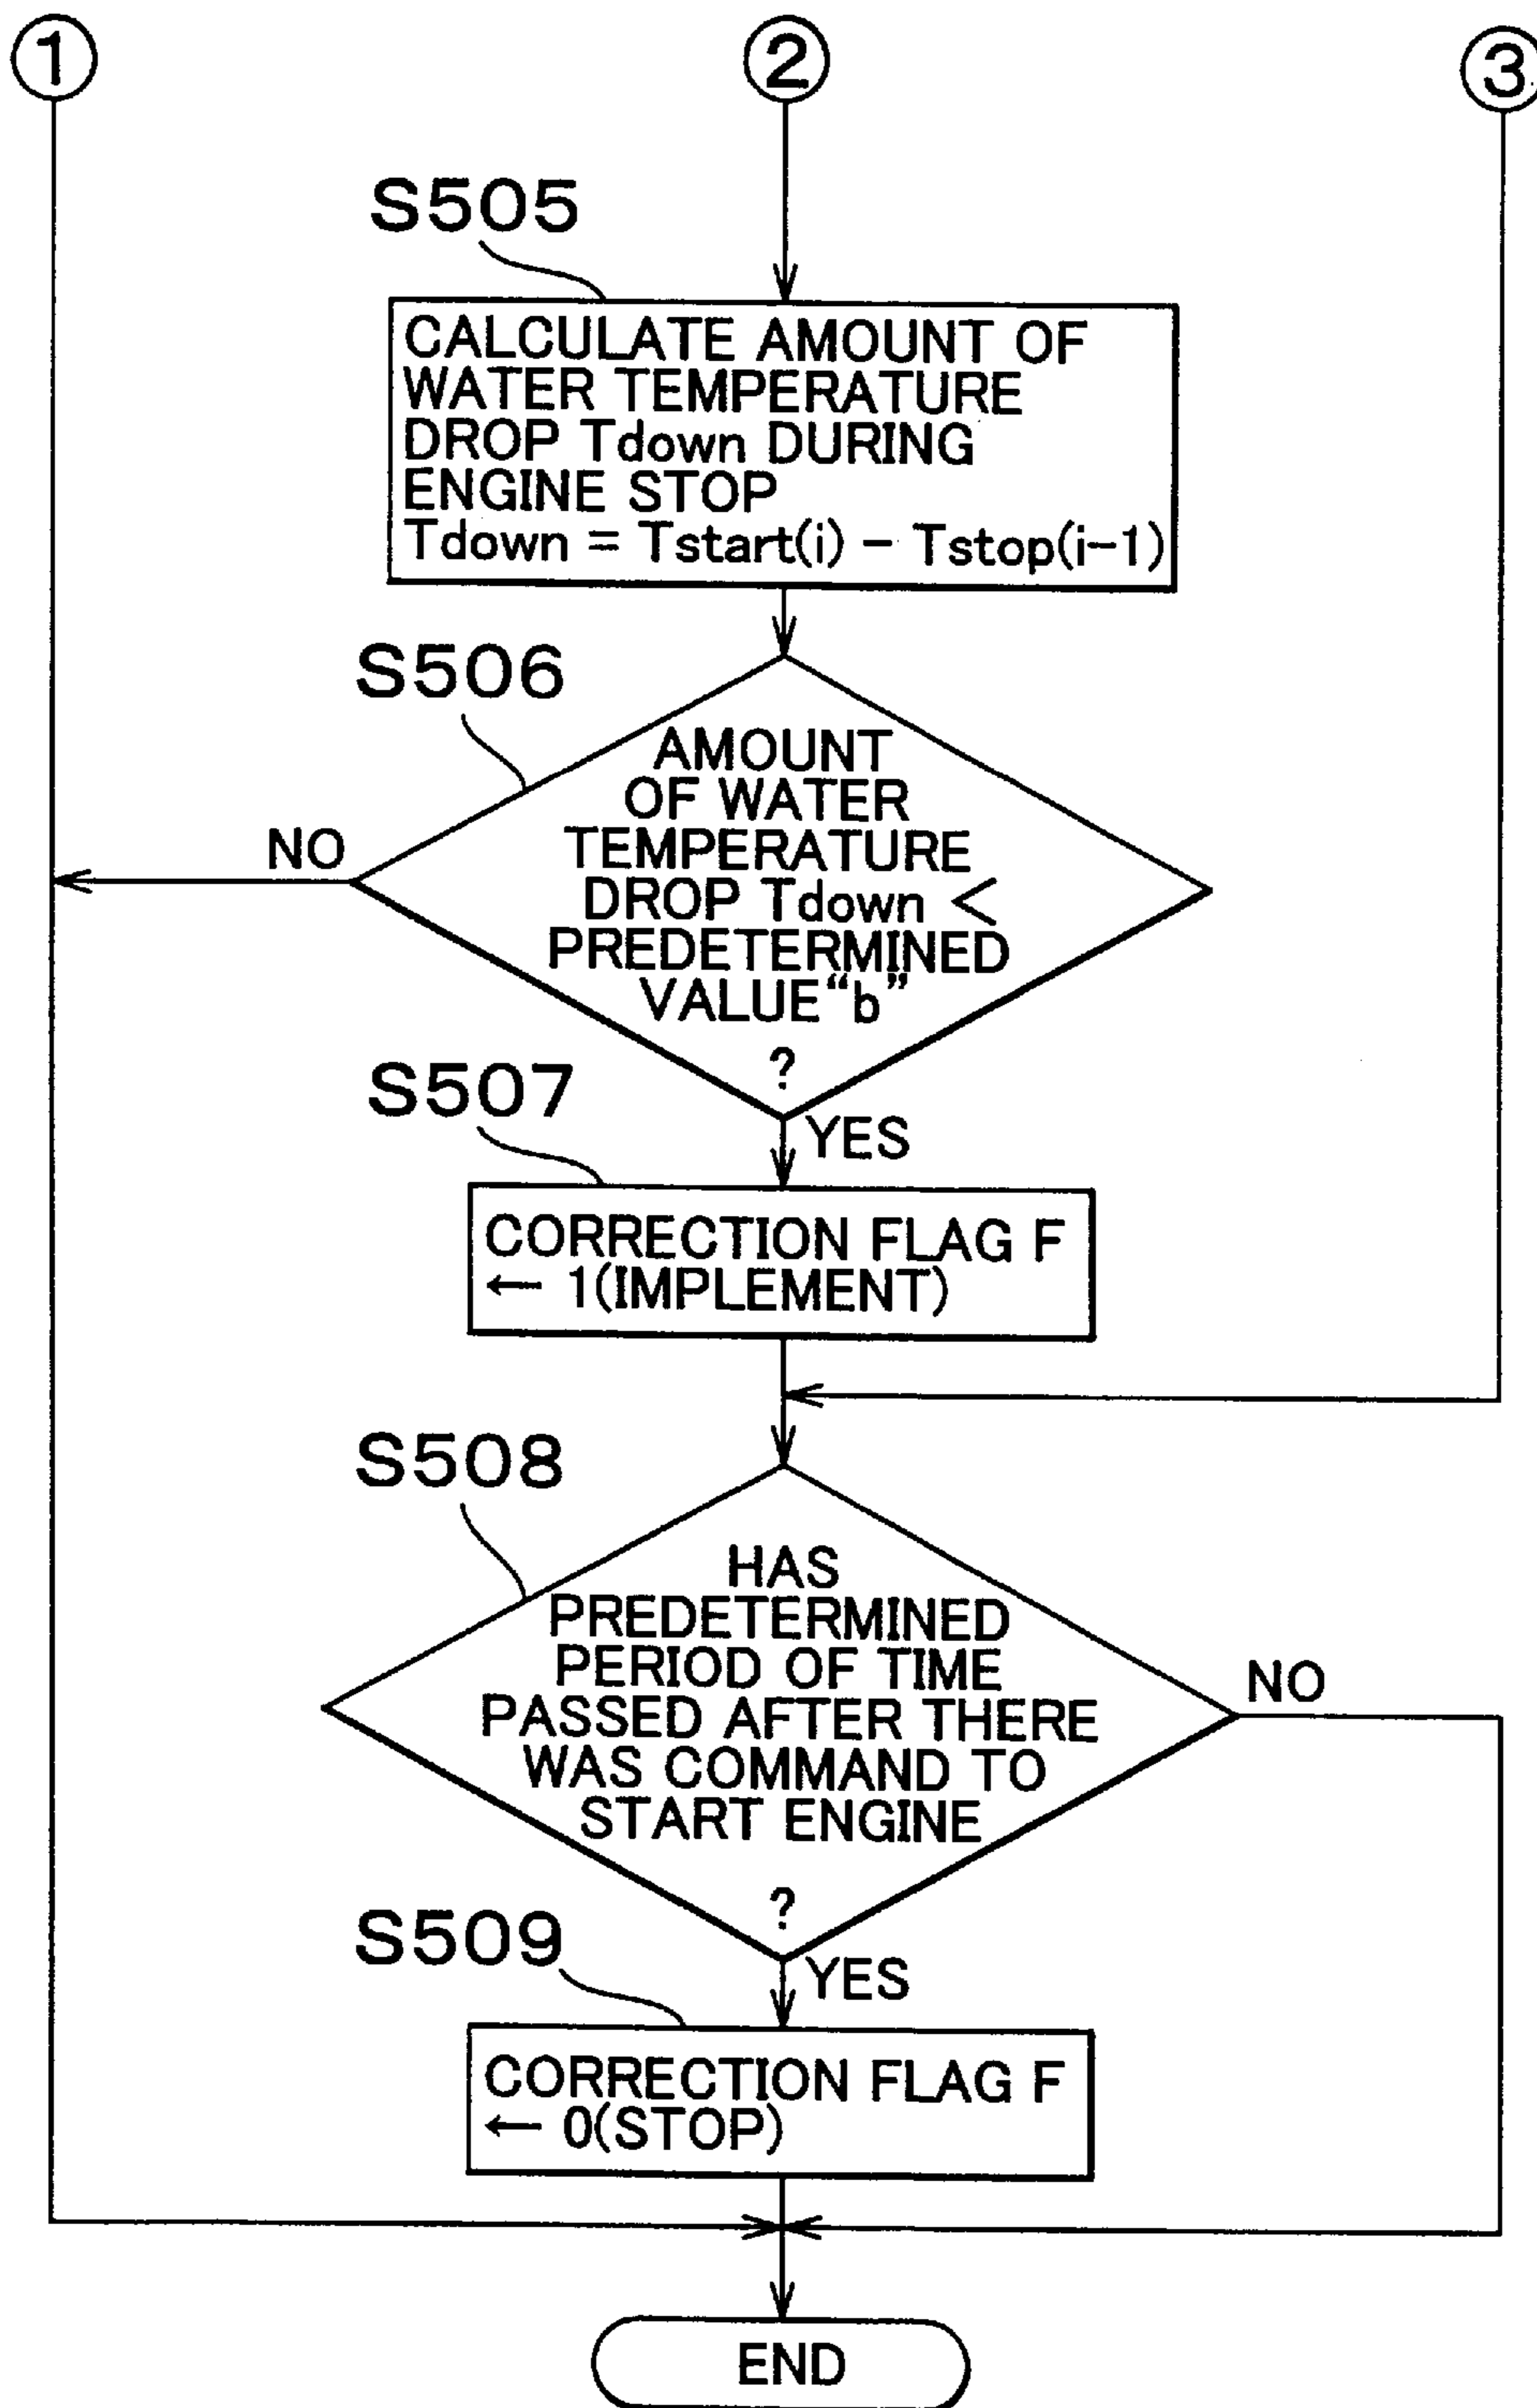 ① ② ③
S505
CALCULATE AMOUNT OF
WATER TEMPERATURE
DROP Tdown DURING
ENGINE STOP
Tdown = Tstart(i) − Tstop(i−1)
S506
AMOUNT
OF WATER
TEMPERATURE
DROP Tdown <
PREDETERMINED
VALUE“b”
?
NO
YES
S507
CORRECTION FLAG F
← 1(IMPLEMENT)
S508
HAS
PREDETERMINED
PERIOD OF TIME
PASSED AFTER THERE
WAS COMMAND TO
START ENGINE
?
NO
YES
S509
CORRECTION FLAG F
← 0(STOP)
END